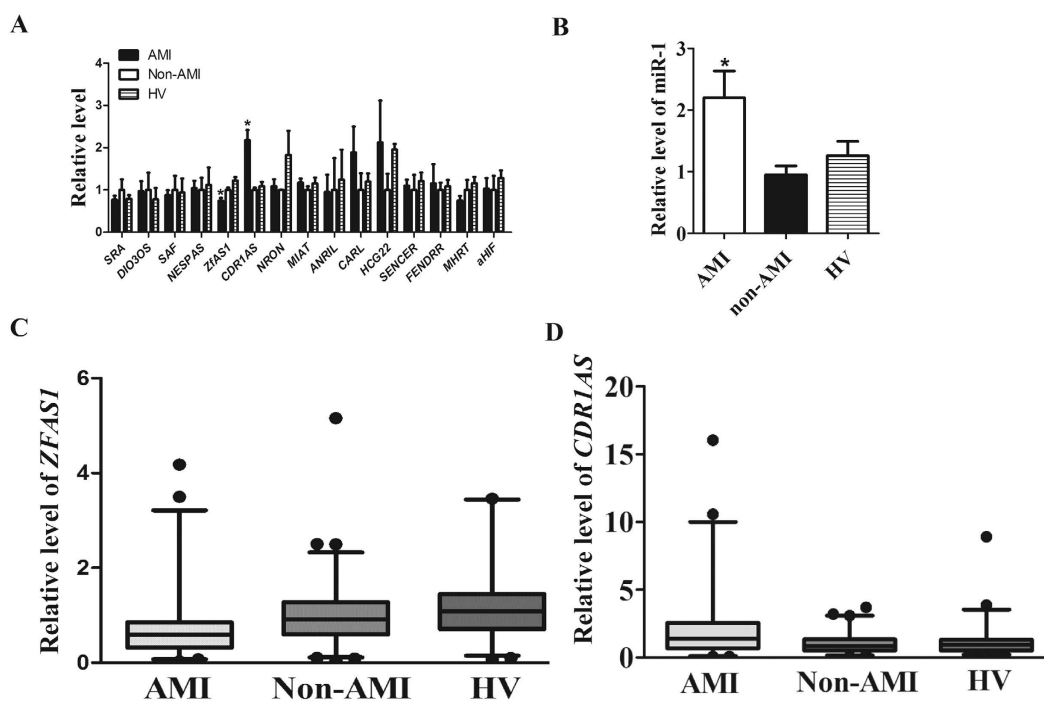 A
AMI
Non-AMI
HV
Relative level
4
2
1
0
*
*
SRA
DIO3OS
SAF
NESPAS
ZfAS1
CDR1AS
NRON
MIAT
ANRIL
CARL
HCG22
SENCER
FENDRR
MHRT
aHIF
B
Relative level of miR-1
3
2
1
0
*
AMI
non-AMI
HV
C
Relative level of ZFAS1
6
4
2
0
AMI
Non-AMI
HV
D
Relative level of CDR1AS
20
15
10
5
0
AMI
Non-AMI
HV